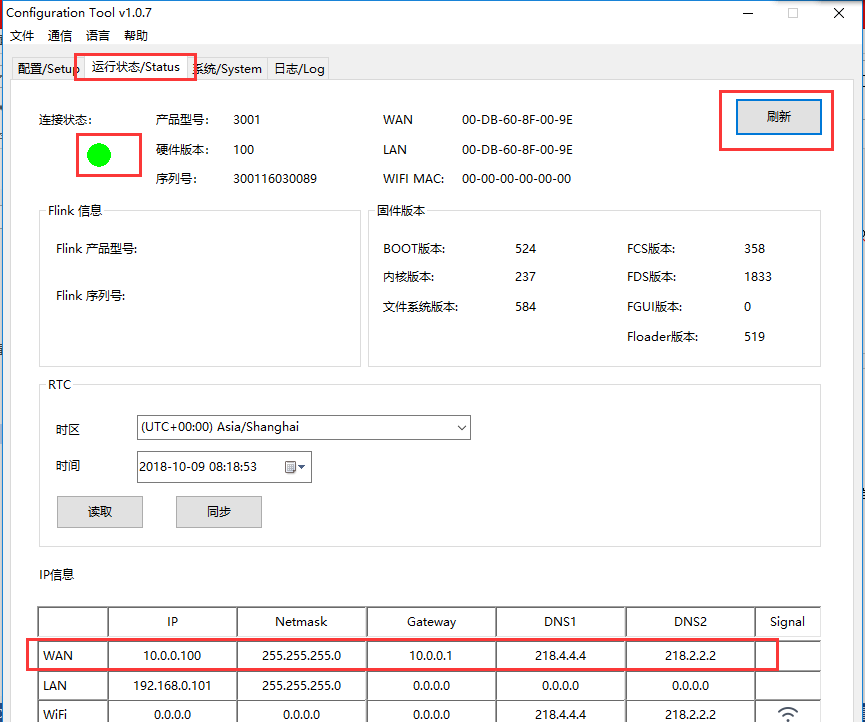 Configuration Tool v1.0.7
文件 通信 语言 帮助
配置/Setup 运行状态/Status 系统/System 日志/Log
连接状态: 产品型号: 3001 WAN 00-DB-60-8F-00-9E 刷新
硬件版本: 100 LAN 00-DB-60-8F-00-9E
序列号: 300116030089 WIFI MAC: 00-00-00-00-00-00
Flink 信息 固件版本
Flink 产品型号: BOOT版本: 524 FCS版本: 358
内核版本: 237 FDS版本: 1833
Flink 序列号: 文件系统版本: 584 FGUI版本: 0
Floader版本: 519
RTC
时区 (UTC+00:00) Asia/Shanghai
时间 2018-10-09 08:18:53
读取 同步
IP信息
IP Netmask Gateway DNS1 DNS2 Signal
WAN 10.0.0.100 255.255.255.0 10.0.0.1 218.4.4.4 218.2.2.2
LAN 192.168.0.101 255.255.255.0 0.0.0.0 0.0.0.0 0.0.0.0
WiFi 0.0.0.0 0.0.0.0 0.0.0.0 218.4.4.4 218.2.2.2